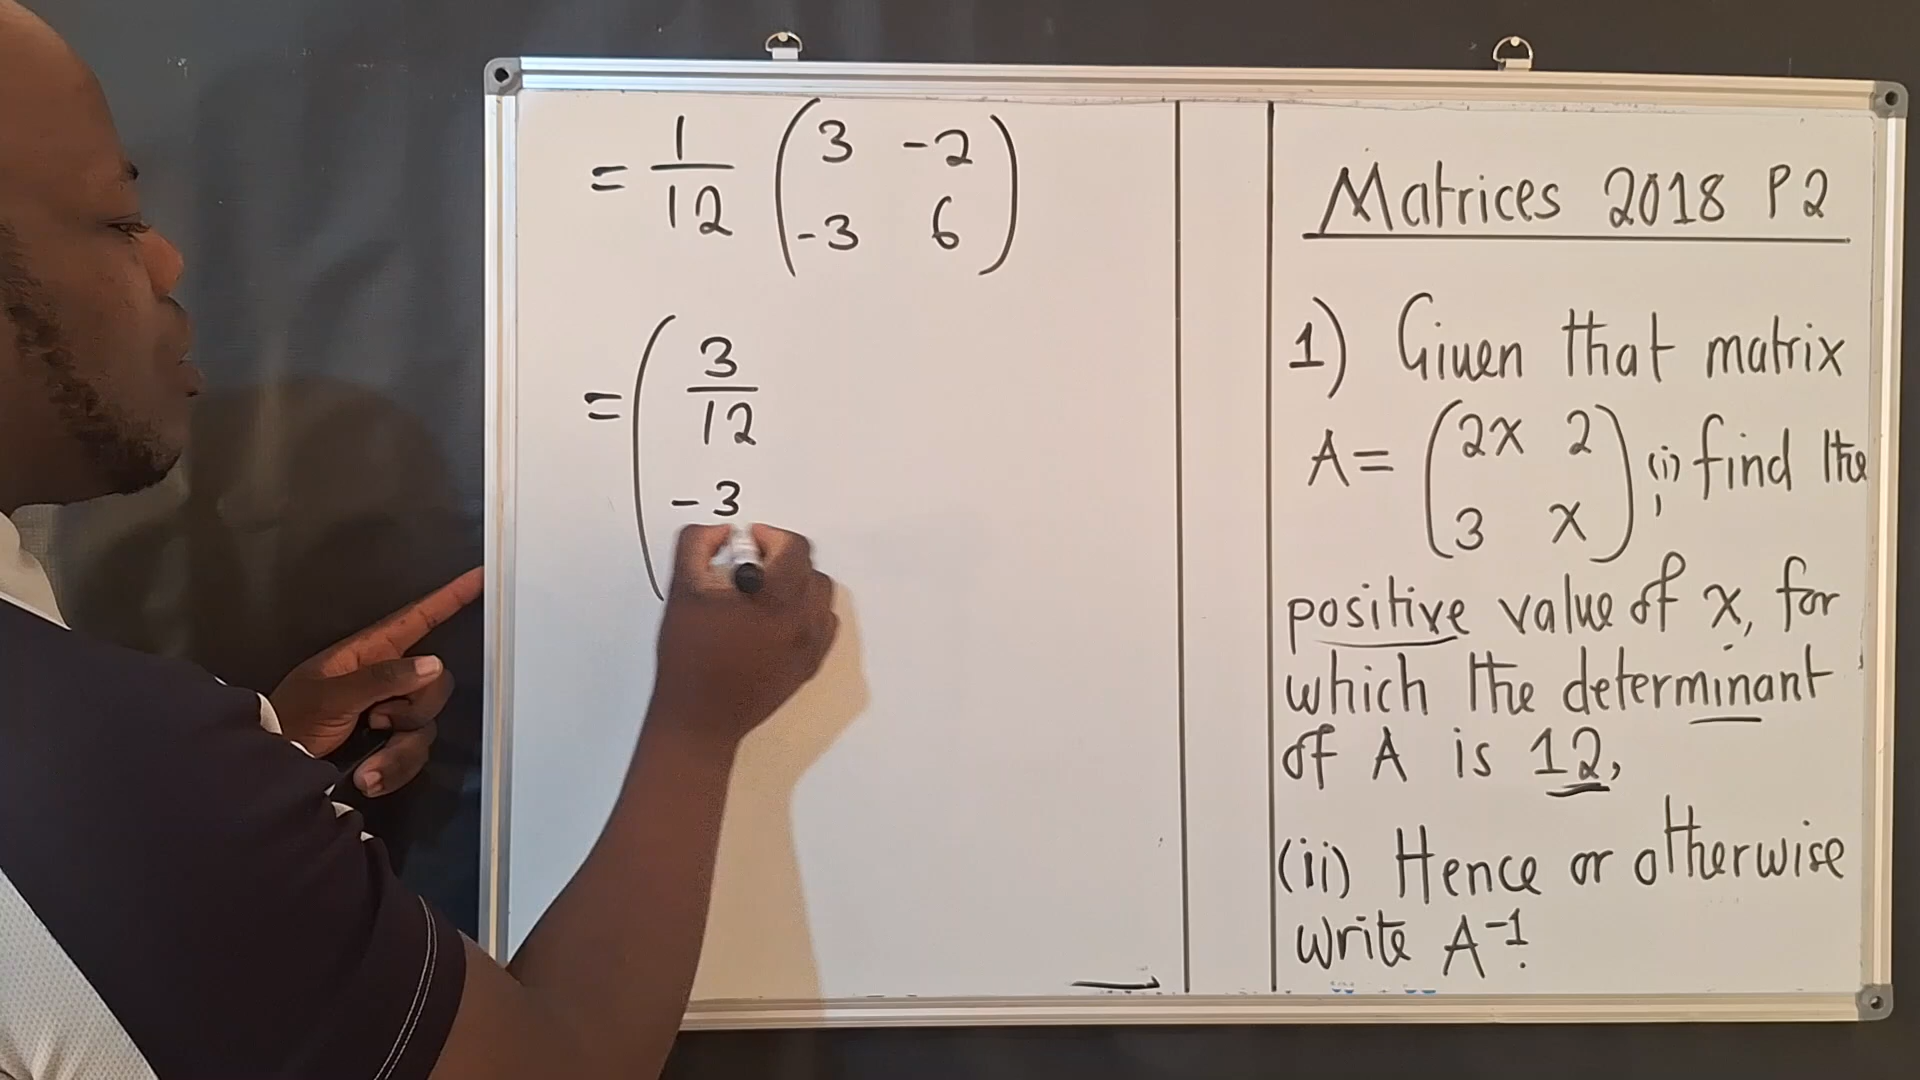 = 1/12 (3 -2
-3 6)
= (3/12
-3
Matrices 2018 P2
1) Given that matrix
A = (2x 2
3 x), (i) find the
positive value of x, for
which the determinant
of A is 12,
(ii) Hence or otherwise
write A⁻¹.